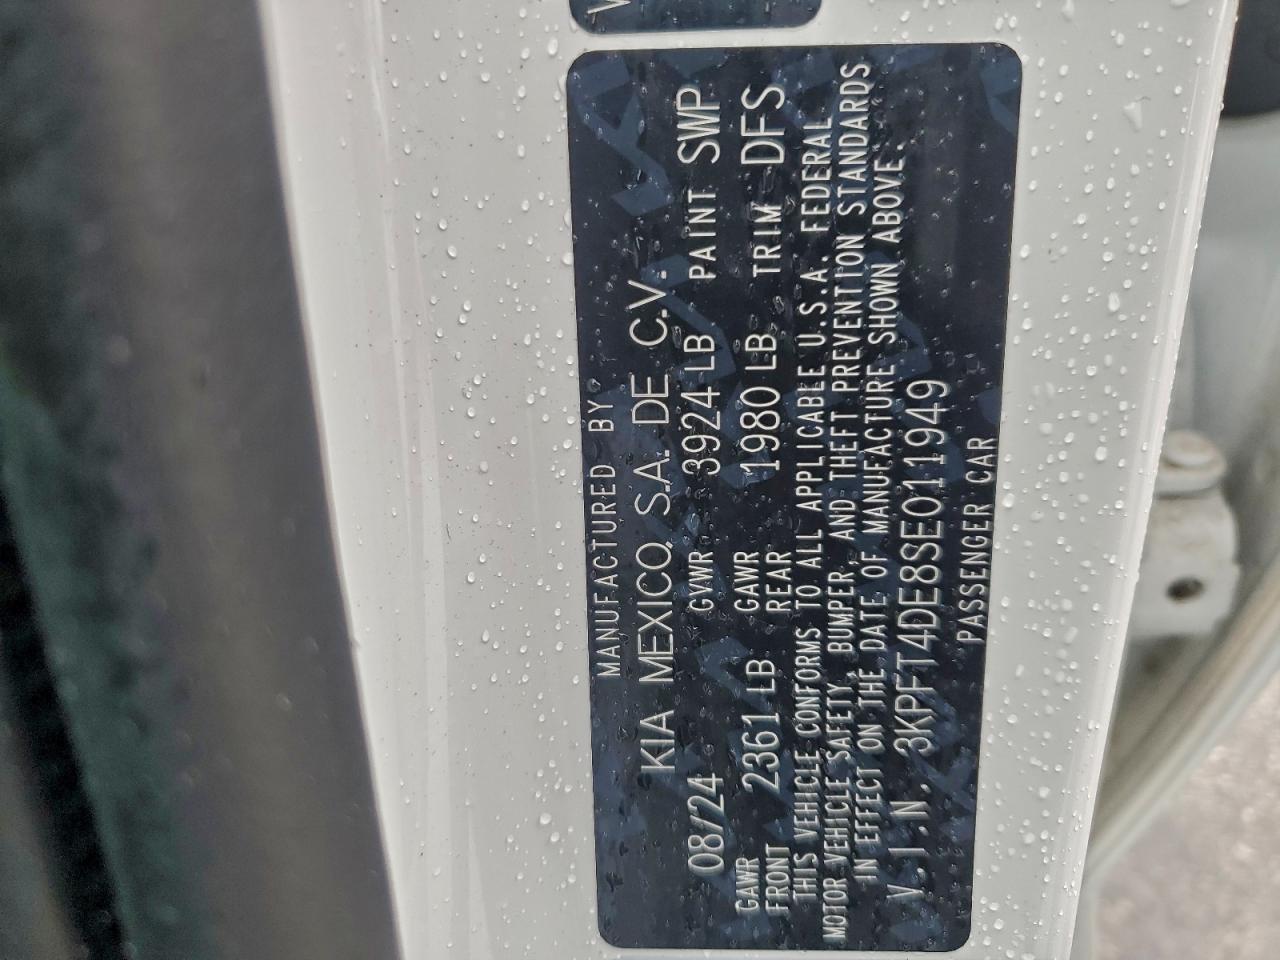 MANUFACTURED BY
KIA MEXICO, S.A. DE C.V.
08/24 GVWR 3924 LB PAINT SWP
GAWR FRONT 2361 LB GAWR REAR 1980 LB TRIM DFS
THIS VEHICLE CONFORMS TO ALL APPLICABLE U.S.A. FEDERAL
MOTOR VEHICLE SAFETY, BUMPER, AND THEFT PREVENTION STANDARDS
IN EFFECT ON THE DATE OF MANUFACTURE SHOWN ABOVE.
V.I.N. 3KPFT4DE8SE011949
PASSENGER CAR